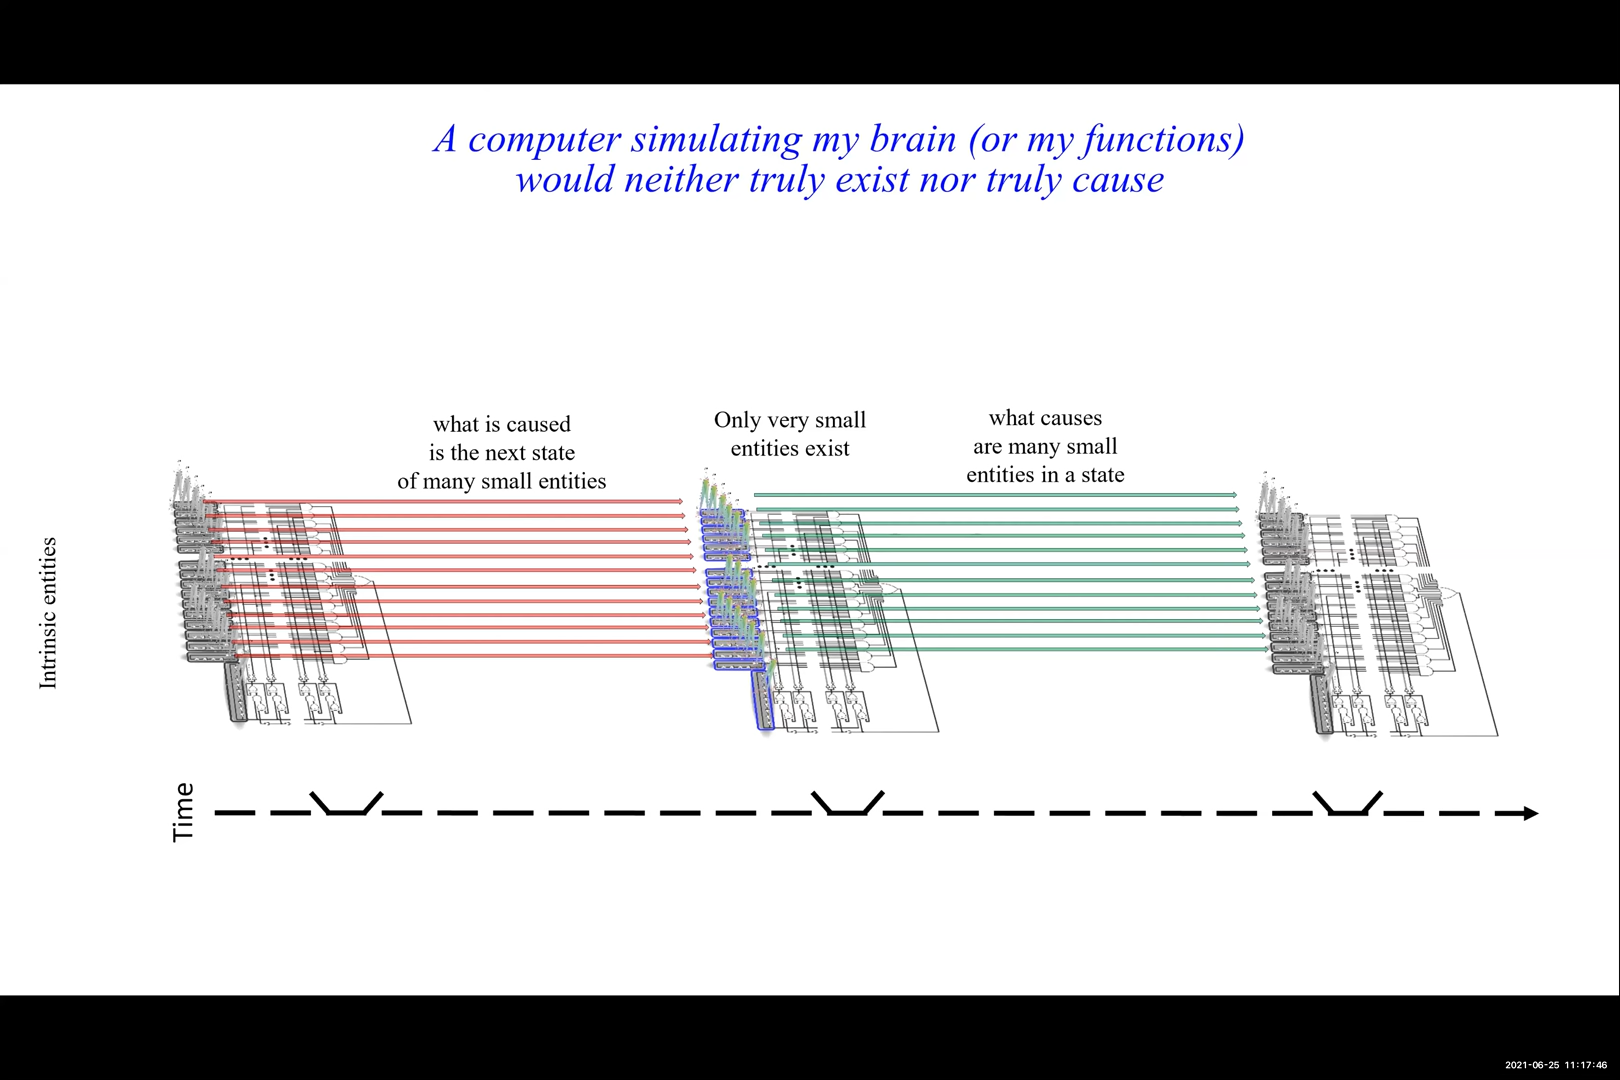 A computer simulating my brain (or my functions)
would neither truly exist nor truly cause
what is caused
is the next state
of many small entities
Only very small
entities exist
what causes
are many small
entities in a state
Intrinsic entities
Time
2021-06-25 11:17:46